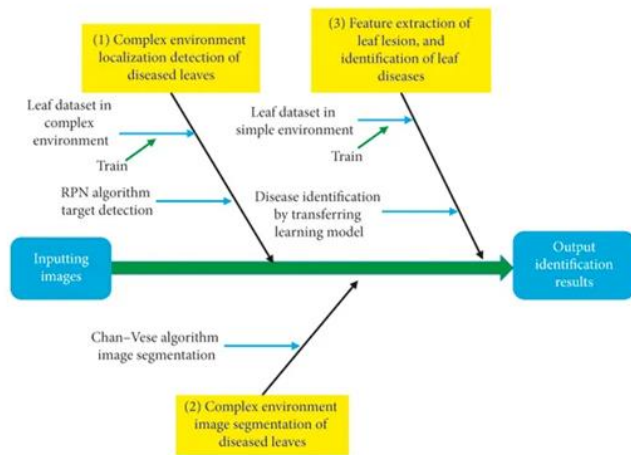 (1) Complex environment
localization detection of
diseased leaves
(3) Feature extraction of
leaf lesion, and
identification of leaf
diseases
Leaf dataset in
complex
environment
Train
RPN algorithm
target detection
Leaf dataset in
simple environment
Train
Disease identification
by transferring
learning model
Inputting
images
Output
identification
results
Chan–Vese algorithm
image segmentation
(2) Complex environment
image segmentation of
diseased leaves